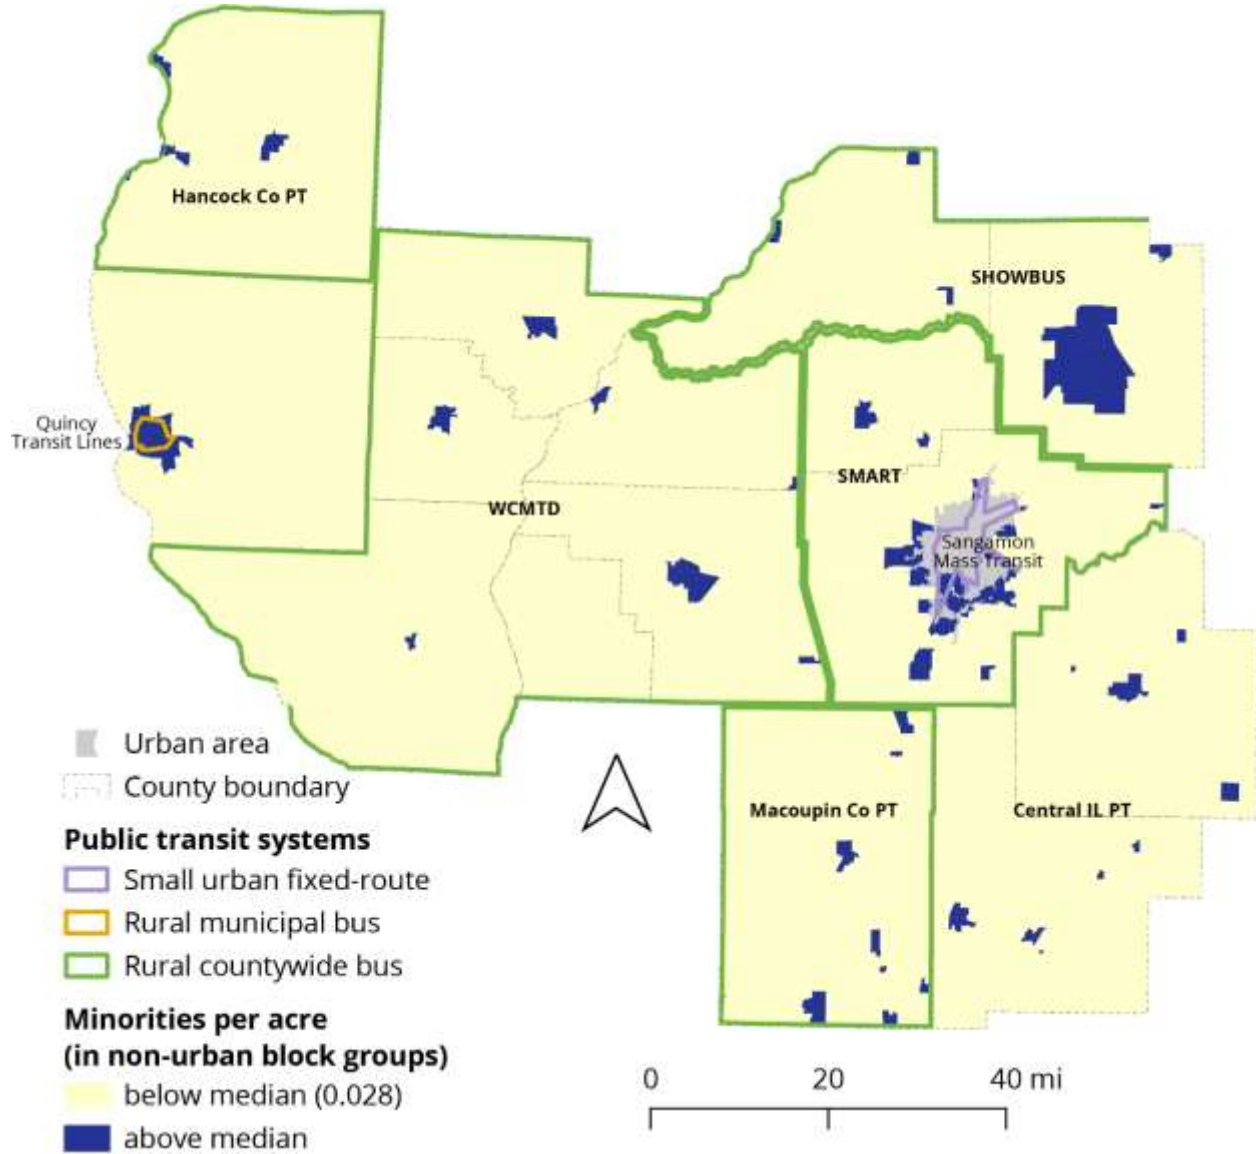 Hancock Co PT
SHOWBUS
Quincy
Transit Lines
SMART
WCMTD
Sangamon
Mass Transit
Urban area
County boundary
Macoupin Co PT
Central IL PT
Public transit systems
Small urban fixed-route
Rural municipal bus
Rural countywide bus
Minorities per acre
(in non-urban block groups)
below median (0.028)
above median
0 20 40 mi